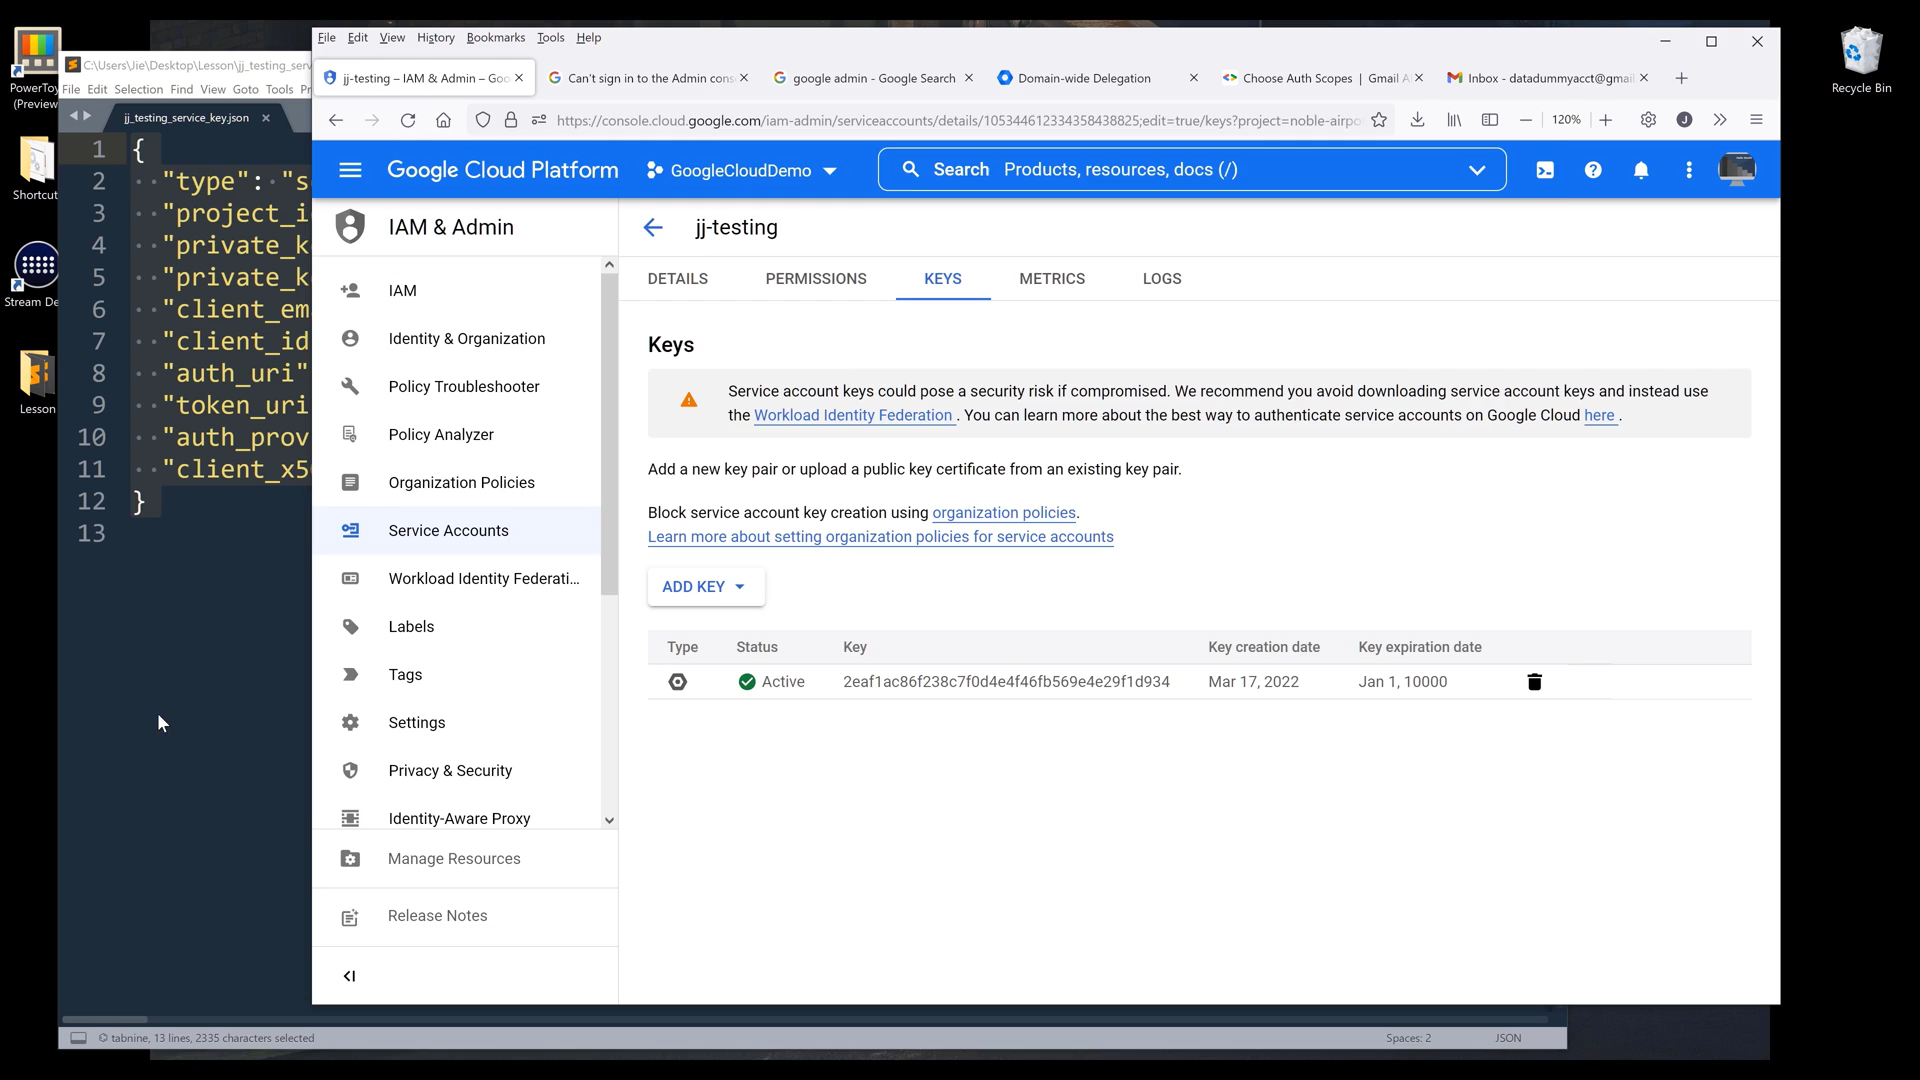 PowerToy
(Preview
Shortcut
Stream De
Lesson
Recycle Bin
C:\Users\Jie\Desktop\Lesson\jj_testing_serv
File Edit Selection Find View Goto Tools Pr
jj_testing_service_key.json
1 {
2 "type": "s
3 "project_i
4 "private_k
5 "private_k
6 "client_em
7 "client_id
8 "auth_uri"
9 "token_uri
10 "auth_prov
11 "client_x5
12 }
13
tabnine, 13 lines, 2335 characters selected
Spaces: 2
JSON
File Edit View History Bookmarks Tools Help
jj-testing – IAM & Admin – Goo
Can't sign in to the Admin cons
google admin - Google Search
Domain-wide Delegation
Choose Auth Scopes | Gmail A
Inbox - datadummyacct@gmail
https://console.cloud.google.com/iam-admin/serviceaccounts/details/105344612334358438825;edit=true/keys?project=noble-airpo
120%
J
Google Cloud Platform
GoogleCloudDemo
Search Products, resources, docs (/)
IAM & Admin
IAM
Identity & Organization
Policy Troubleshooter
Policy Analyzer
Organization Policies
Service Accounts
Workload Identity Federati...
Labels
Tags
Settings
Privacy & Security
Identity-Aware Proxy
Manage Resources
Release Notes
jj-testing
DETAILS PERMISSIONS KEYS METRICS LOGS
Keys
Service account keys could pose a security risk if compromised. We recommend you avoid downloading service account keys and instead use
the Workload Identity Federation . You can learn more about the best way to authenticate service accounts on Google Cloud here .
Add a new key pair or upload a public key certificate from an existing key pair.
Block service account key creation using organization policies.
Learn more about setting organization policies for service accounts
ADD KEY
Type Status Key Key creation date Key expiration date
Active 2eaf1ac86f238c7f0d4e4f46fb569e4e29f1d934 Mar 17, 2022 Jan 1, 10000